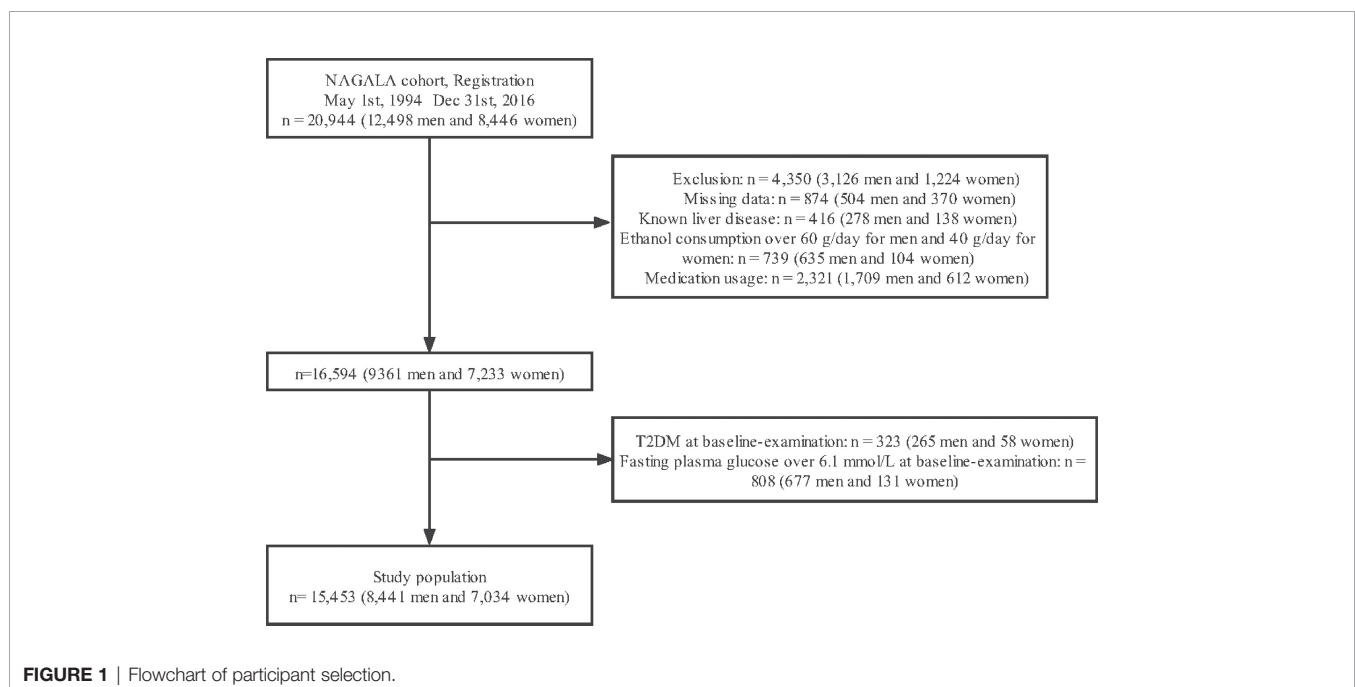 NAGALA cohort, Registration
May 1st, 1994 Dec 31st, 2016
n = 20,944 (12,498 men and 8,446 women)
Exclusion: n = 4,350 (3,126 men and 1,224 women)
Missing data: n = 874 (504 men and 370 women)
Known liver disease: n = 416 (278 men and 138 women)
Ethanol consumption over 60 g/day for men and 40 g/day for
women: n = 739 (635 men and 104 women)
Medication usage: n = 2,321 (1,709 men and 612 women)
n=16,594 (9361 men and 7,233 women)
T2DM at baseline-examination: n = 323 (265 men and 58 women)
Fasting plasma glucose over 6.1 mmol/L at baseline-examination: n =
808 (677 men and 131 women)
Study population
n= 15,453 (8,441 men and 7,034 women)
FIGURE 1 | Flowchart of participant selection.